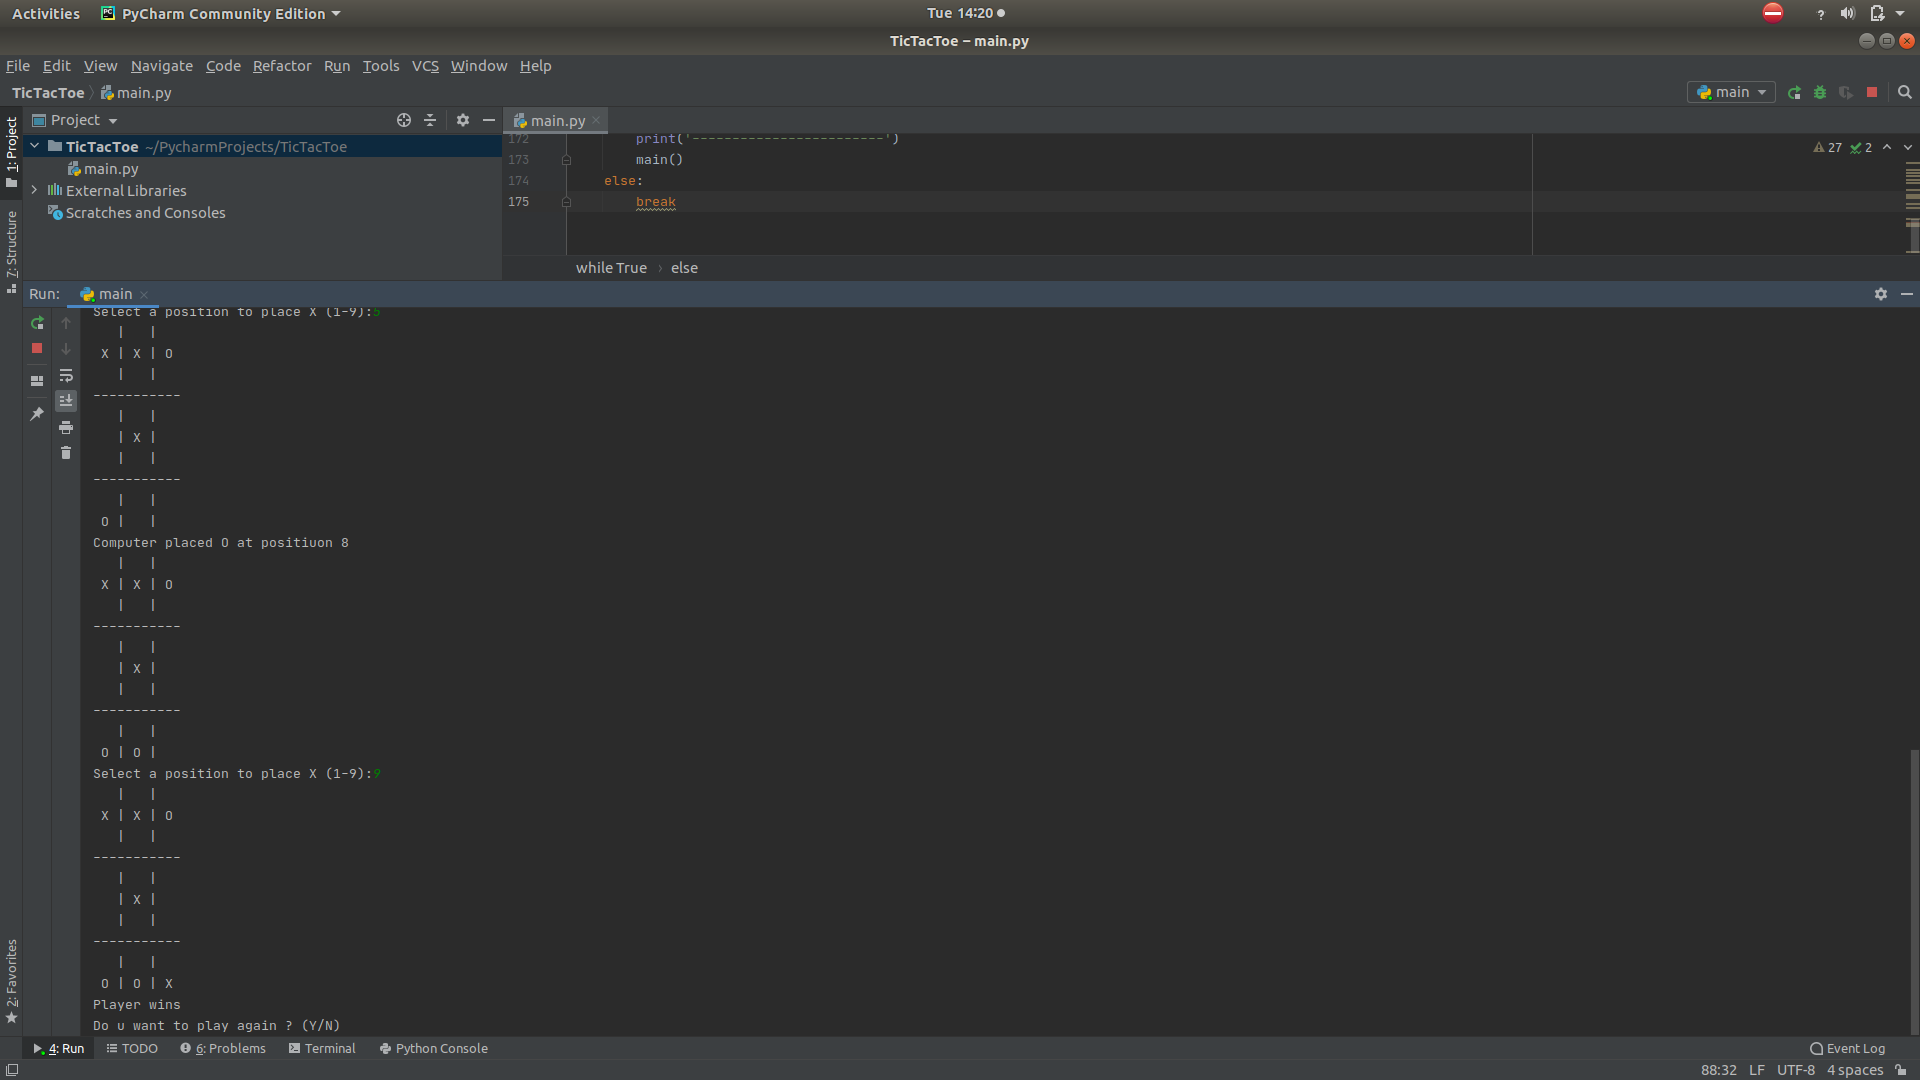 Activities PyCharm Community Edition Tue 14:20 ?
TicTacToe – main.py
File Edit View Navigate Code Refactor Run Tools VCS Window Help
TicTacToe main.py main
1: Project
7: Structure
2: Favorites
Project
TicTacToe ~/PycharmProjects/TicTacToe
main.py
External Libraries
Scratches and Consoles
main.py
172 print('------------------------')
173 main()
174 else:
175 break
27 2
while True › else
Run: main
Select a position to place X (1-9):5
| |
X | X | O
| |
-----------
| |
| X |
| |
-----------
| |
O | |
Computer placed O at positiuon 8
| |
X | X | O
| |
-----------
| |
| X |
| |
-----------
| |
O | O |
Select a position to place X (1-9):9
| |
X | X | O
| |
-----------
| |
| X |
| |
-----------
| |
O | O | X
Player wins
Do u want to play again ? (Y/N)
4: Run TODO 6: Problems Terminal Python Console Event Log
88:32 LF UTF-8 4 spaces